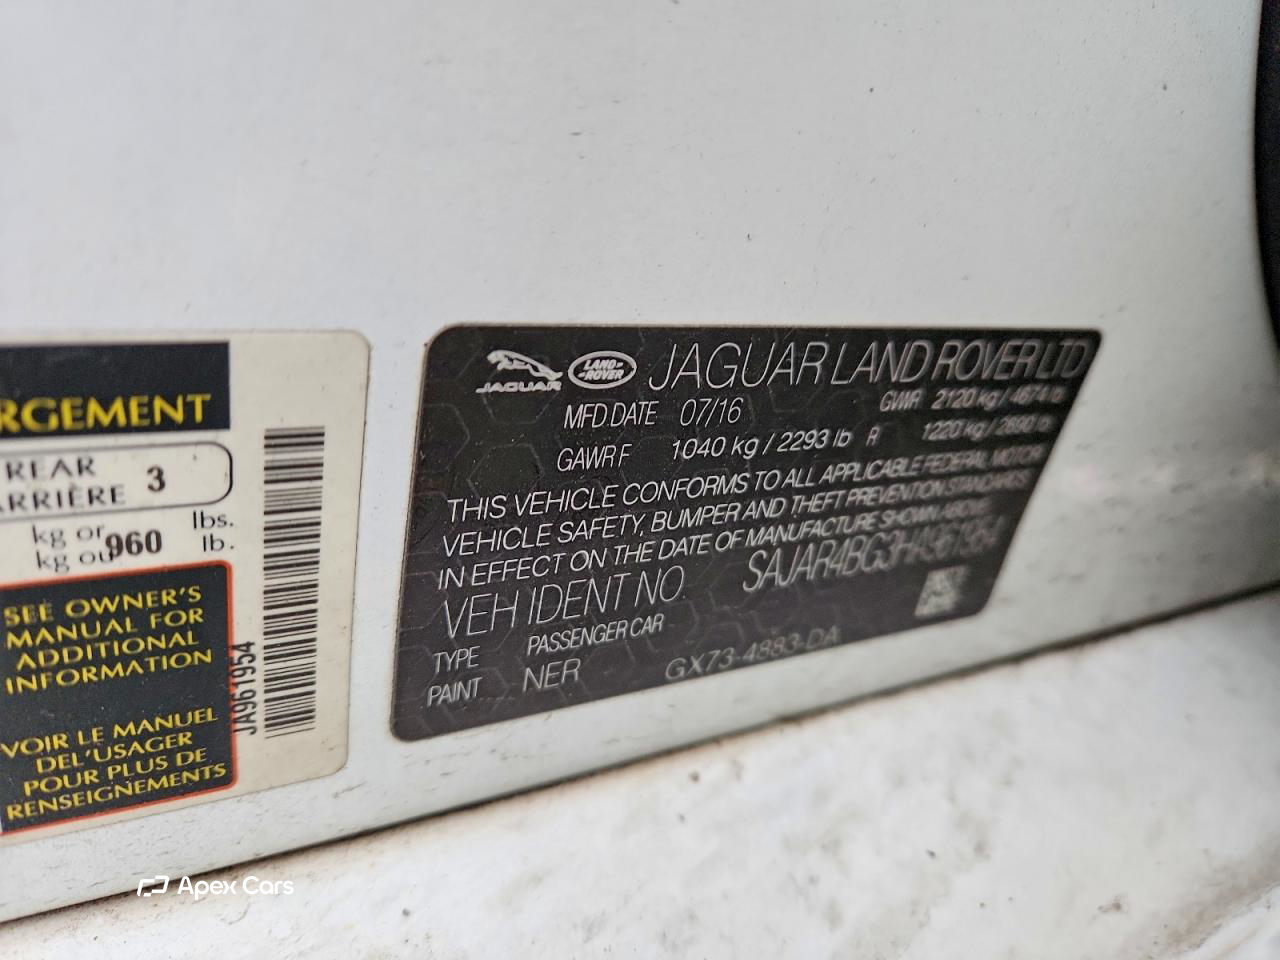 RGEMENT
REAR
ARRIÈRE 3
kg or 960 lbs.
kg ou lb.
SEE OWNER'S
MANUAL FOR
ADDITIONAL
INFORMATION
VOIR LE MANUEL
DEL'USAGER
POUR PLUS DE
RENSEIGNEMENTS
JA961954
JAGUAR
LAND-
-ROVER
JAGUAR LAND ROVER LTD
MFD.DATE 07/16 GVWR 2120 kg / 4674 lb
GAWR F 1040 kg / 2293 lb R 1220 kg / 2690 lb
THIS VEHICLE CONFORMS TO ALL APPLICABLE FEDERAL MOTOR
VEHICLE SAFETY, BUMPER AND THEFT PREVENTION STANDARDS
IN EFFECT ON THE DATE OF MANUFACTURE SHOWN ABOVE
VEH IDENT NO. SAJAR4BG3HA961954
TYPE PASSENGER CAR
PAINT NER GX73-4883-DA
Apex Cars